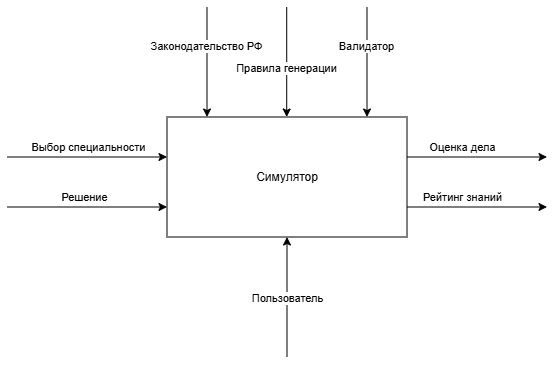 Законодательство РФ
Валидатор
Правила генерации
Выбор специальности
Оценка дела
Симулятор
Решение
Рейтинг знаний
Пользователь